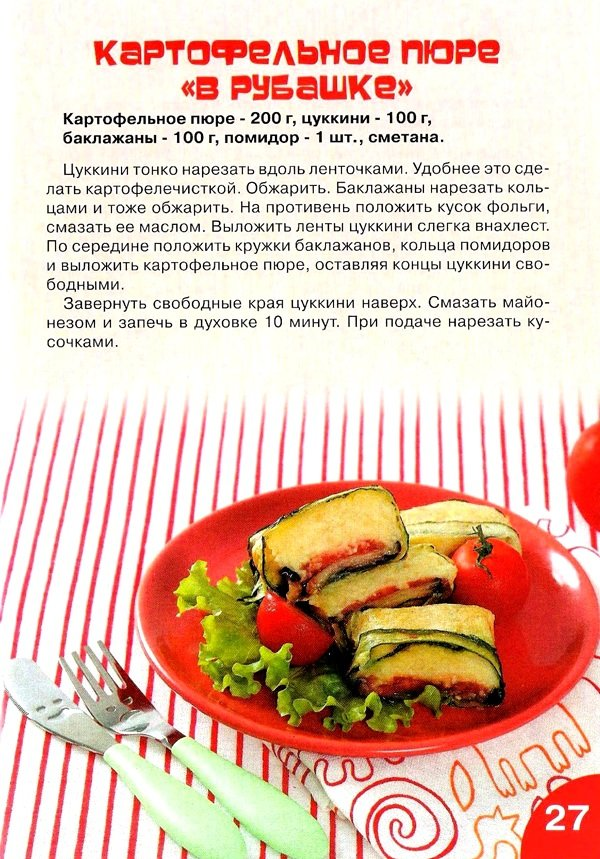 КАРТОФЕЛЬНОЕ ПЮРЕ
«В РУБАШКЕ»
Картофельное пюре - 200 г, цуккини - 100 г,
баклажаны - 100 г, помидор - 1 шт., сметана.
Цуккини тонко нарезать вдоль ленточками. Удобнее это сде-
лать картофелечисткой. Обжарить. Баклажаны нарезать коль-
цами и тоже обжарить. На противень положить кусок фольги,
смазать ее маслом. Выложить ленты цуккини слегка внахлест.
По середине положить кружки баклажанов, кольца помидоров
и выложить картофельное пюре, оставляя концы цуккини сво-
бодными.
Завернуть свободные края цуккини наверх. Смазать майо-
незом и запечь в духовке 10 минут. При подаче нарезать ку-
сочками.
27